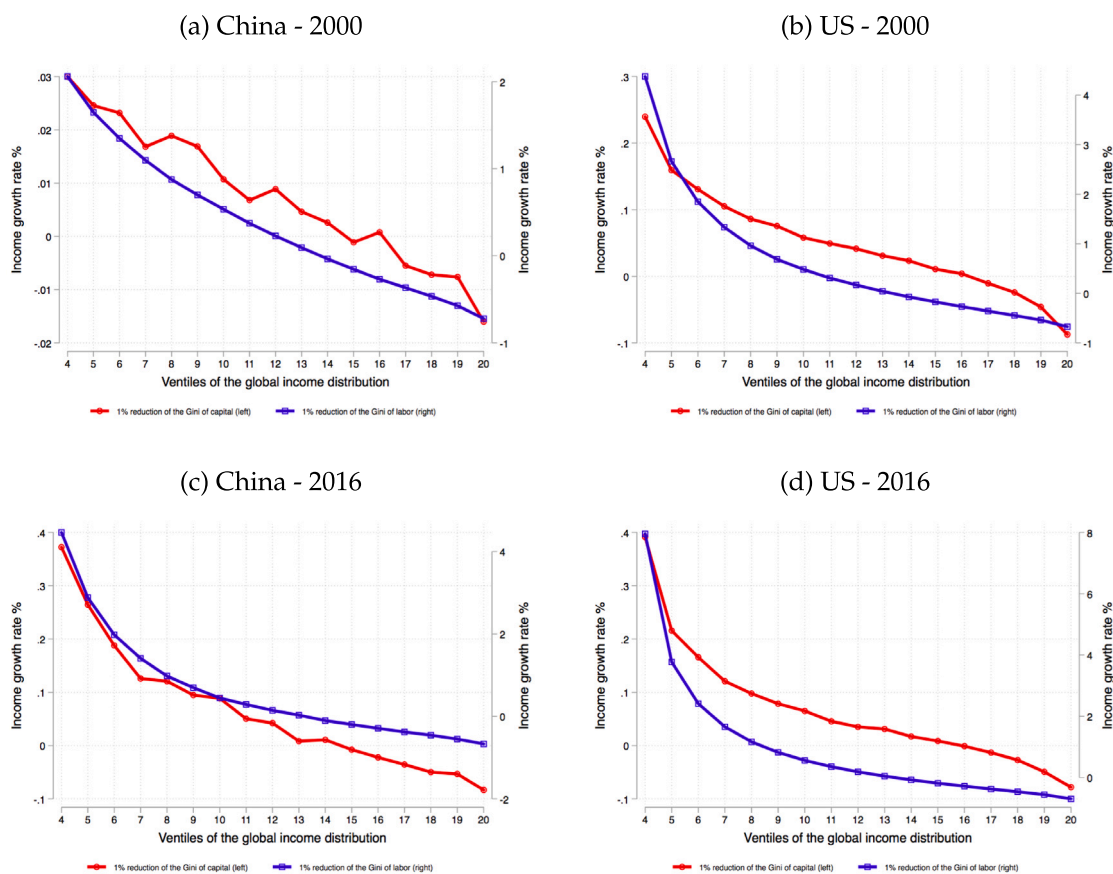 (a) China - 2000
Income growth rate %
.03
.02
.01
0
-.01
-.02
2
1
0
-1
Income growth rate %
4 5 6 7 8 9 10 11 12 13 14 15 16 17 18 19 20
Ventiles of the global income distribution
1% reduction of the Gini of capital (left) 1% reduction of the Gini of labor (right)
(b) US - 2000
Income growth rate %
.3
.2
.1
0
-.1
4
3
2
1
0
-1
Income growth rate %
4 5 6 7 8 9 10 11 12 13 14 15 16 17 18 19 20
Ventiles of the global income distribution
1% reduction of the Gini of capital (left) 1% reduction of the Gini of labor (right)
(c) China - 2016
Income growth rate %
.4
.3
.2
.1
0
-.1
4
2
0
-2
Income growth rate %
4 5 6 7 8 9 10 11 12 13 14 15 16 17 18 19 20
Ventiles of the global income distribution
1% reduction of the Gini of capital (left) 1% reduction of the Gini of labor (right)
(d) US - 2016
Income growth rate %
.4
.3
.2
.1
0
-.1
8
6
4
2
0
Income growth rate %
4 5 6 7 8 9 10 11 12 13 14 15 16 17 18 19 20
Ventiles of the global income distribution
1% reduction of the Gini of capital (left) 1% reduction of the Gini of labor (right)